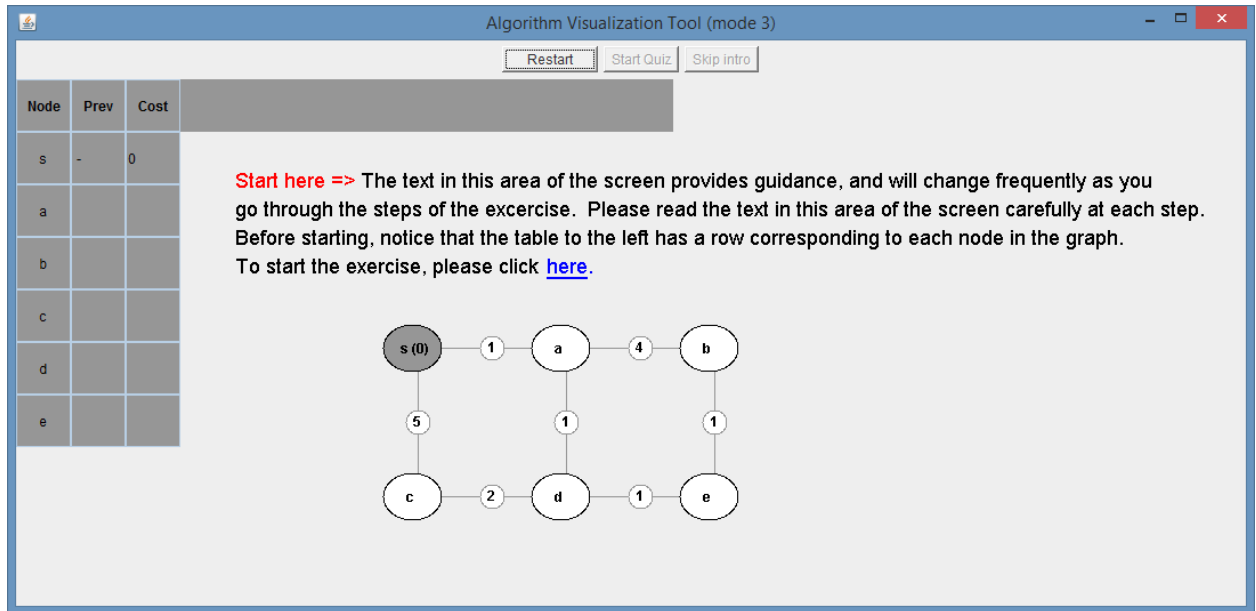 Algorithm Visualization Tool (mode 3)
Restart Start Quiz Skip intro
Node Prev Cost
s - 0
a
b
c
d
e
Start here => The text in this area of the screen provides guidance, and will change frequently as you
go through the steps of the excercise. Please read the text in this area of the screen carefully at each step.
Before starting, notice that the table to the left has a row corresponding to each node in the graph.
To start the exercise, please click here.
s (0) 1 a 4 b
5 1 1
c 2 d 1 e